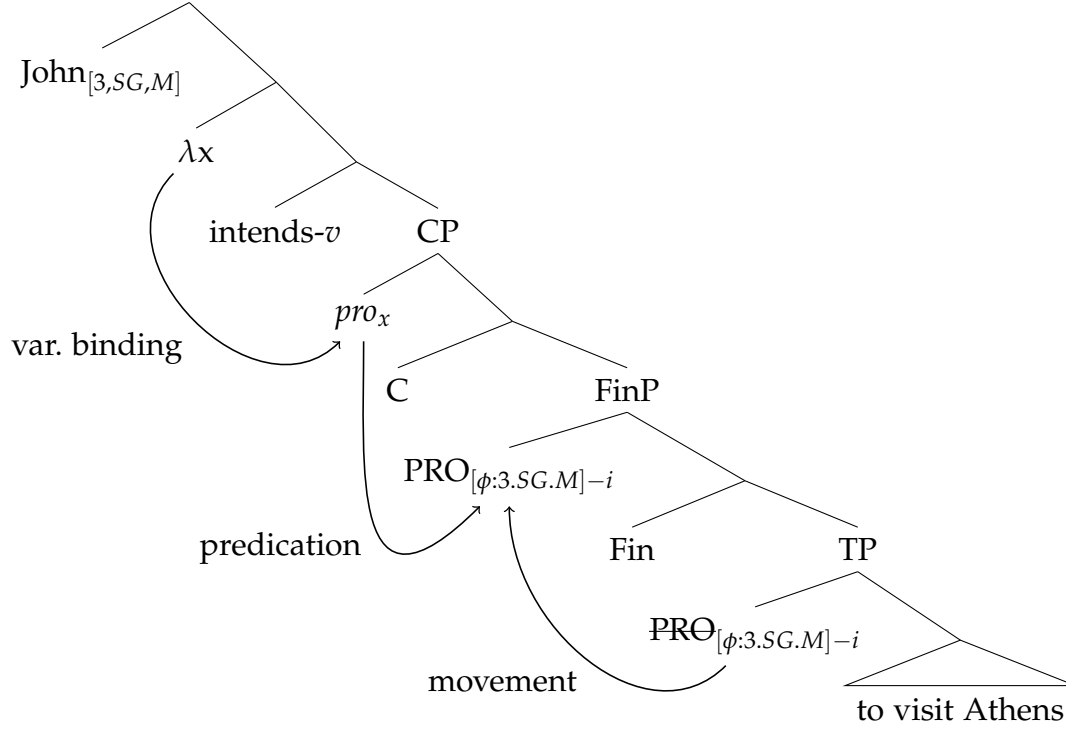 John[3,SG,M]
λx
intends-v CP
prox
var. binding
C FinP
PRO[ϕ:3.SG.M]−i
predication Fin TP
PRO[ϕ:3.SG.M]−i
movement
to visit Athens